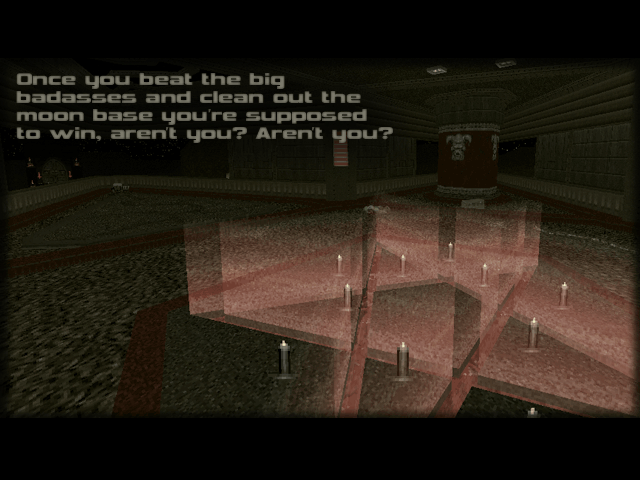 Once you beat the big
badasses and clean out the
moon base you're supposed
to win, aren't you? Aren't you?